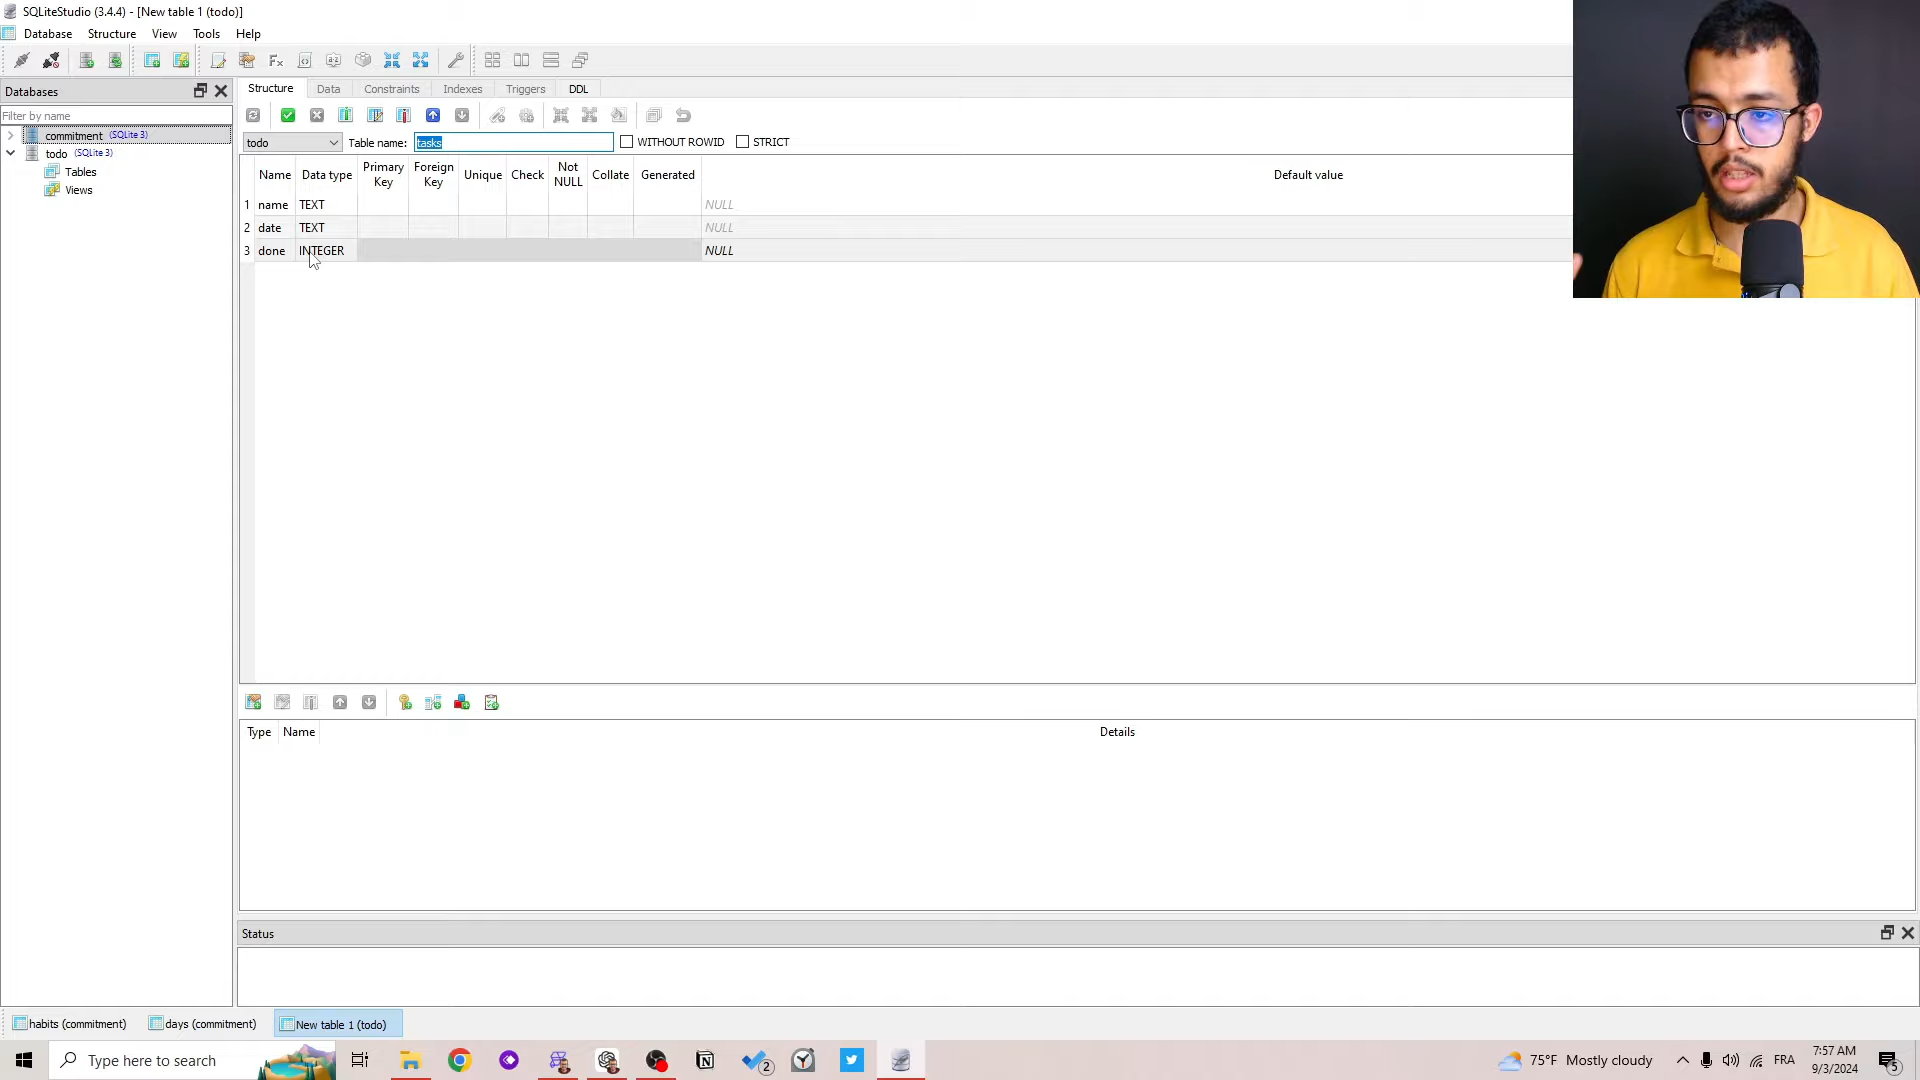 SQLiteStudio (3.4.4) - [New table 1 (todo)]
Database Structure View Tools Help
Databases
Filter by name
commitment (SQLite 3)
todo (SQLite 3)
Tables
Views
Structure Data Constraints Indexes Triggers DDL
todo Table name: tasks WITHOUT ROWID STRICT
Name Data type Primary Key Foreign Key Unique Check Not NULL Collate Generated Default value
1 name TEXT NULL
2 date TEXT NULL
3 done INTEGER NULL
Type Name Details
Status
habits (commitment) days (commitment) New table 1 (todo)
Type here to search 2 75°F Mostly cloudy FRA 7:57 AM
9/3/2024 5